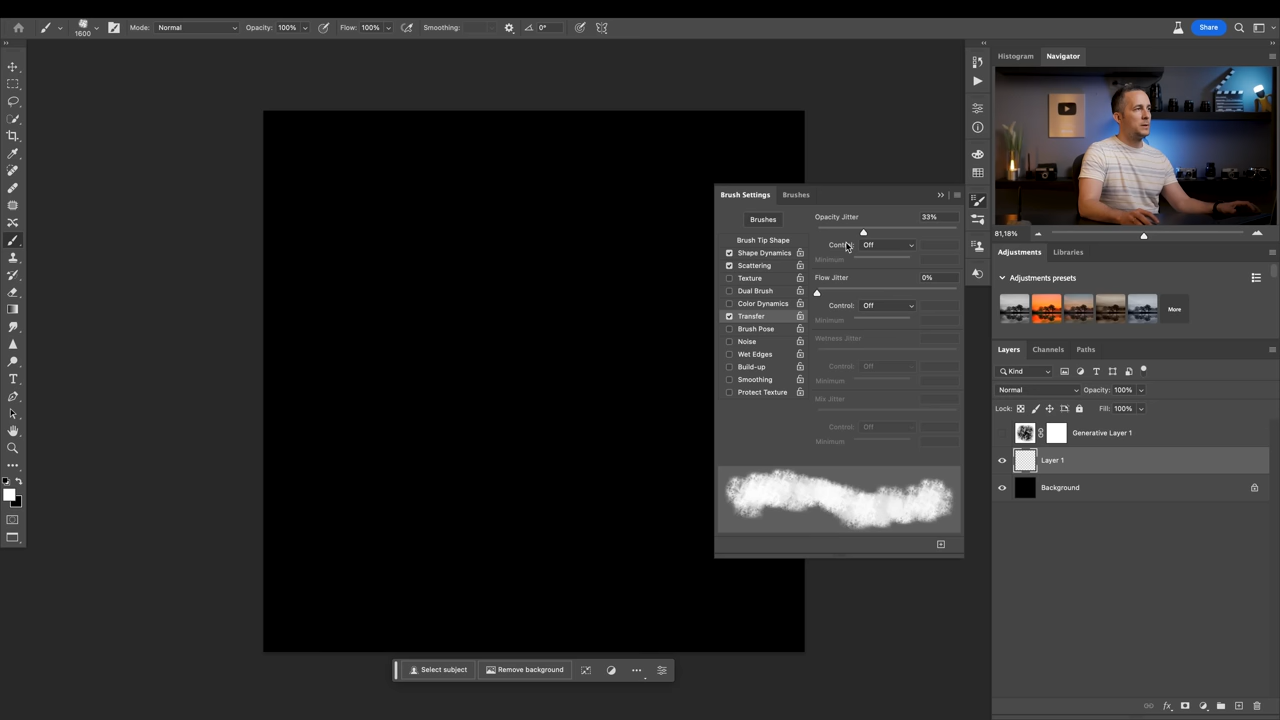 Mode: Normal Opacity: 100% Flow: 100% Smoothing: 0° Share
1600
Histogram Navigator
81,18%
Adjustments Libraries
Adjustments presets
More
Layers Channels Paths
Kind
Normal Opacity: 100%
Lock: Fill: 100%
Generative Layer 1
Layer 1
Background
fx
Brush Settings Brushes
Brushes
Brush Tip Shape
Shape Dynamics
Scattering
Texture
Dual Brush
Color Dynamics
Transfer
Brush Pose
Noise
Wet Edges
Build-up
Smoothing
Protect Texture
Opacity Jitter 33%
Control: Off
Minimum
Flow Jitter 0%
Control: Off
Minimum
Wetness Jitter
Control: Off
Minimum
Mix Jitter
Control: Off
Minimum
Select subject Remove background